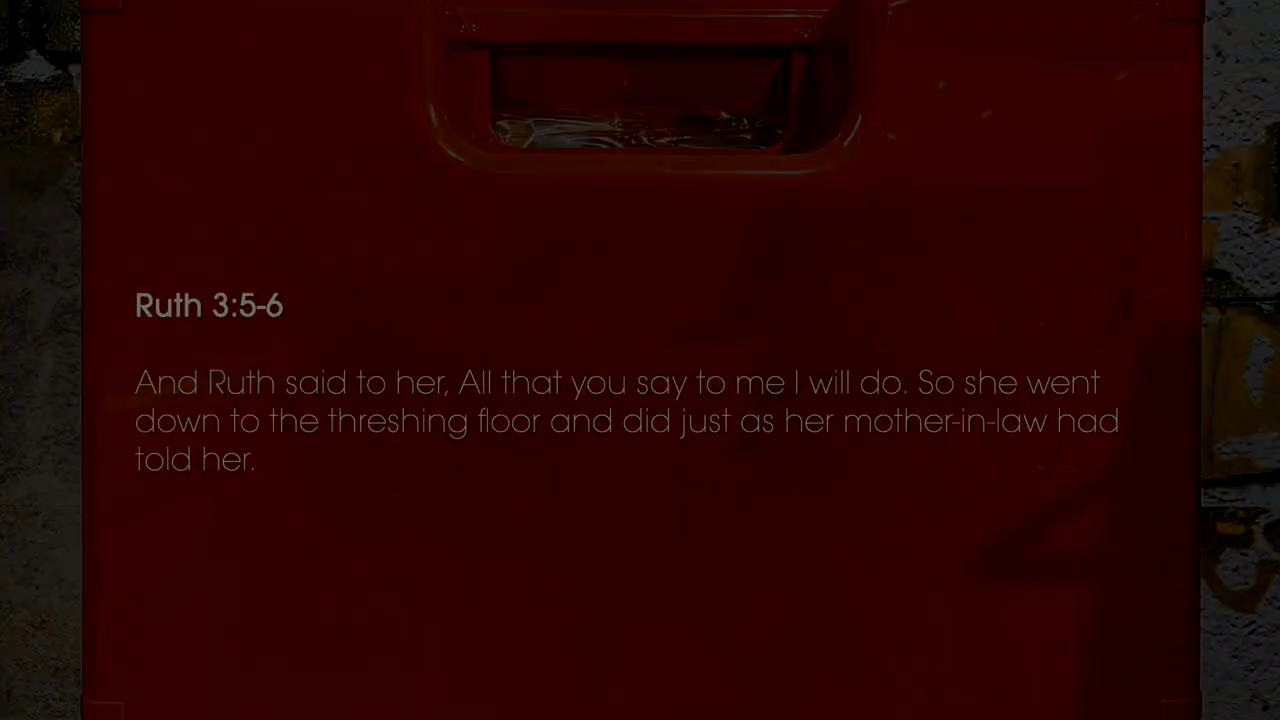 Ruth 3:5-6
And Ruth said to her, All that you say to me I will do. So she went
down to the threshing floor and did just as her mother-in-law had
told her.